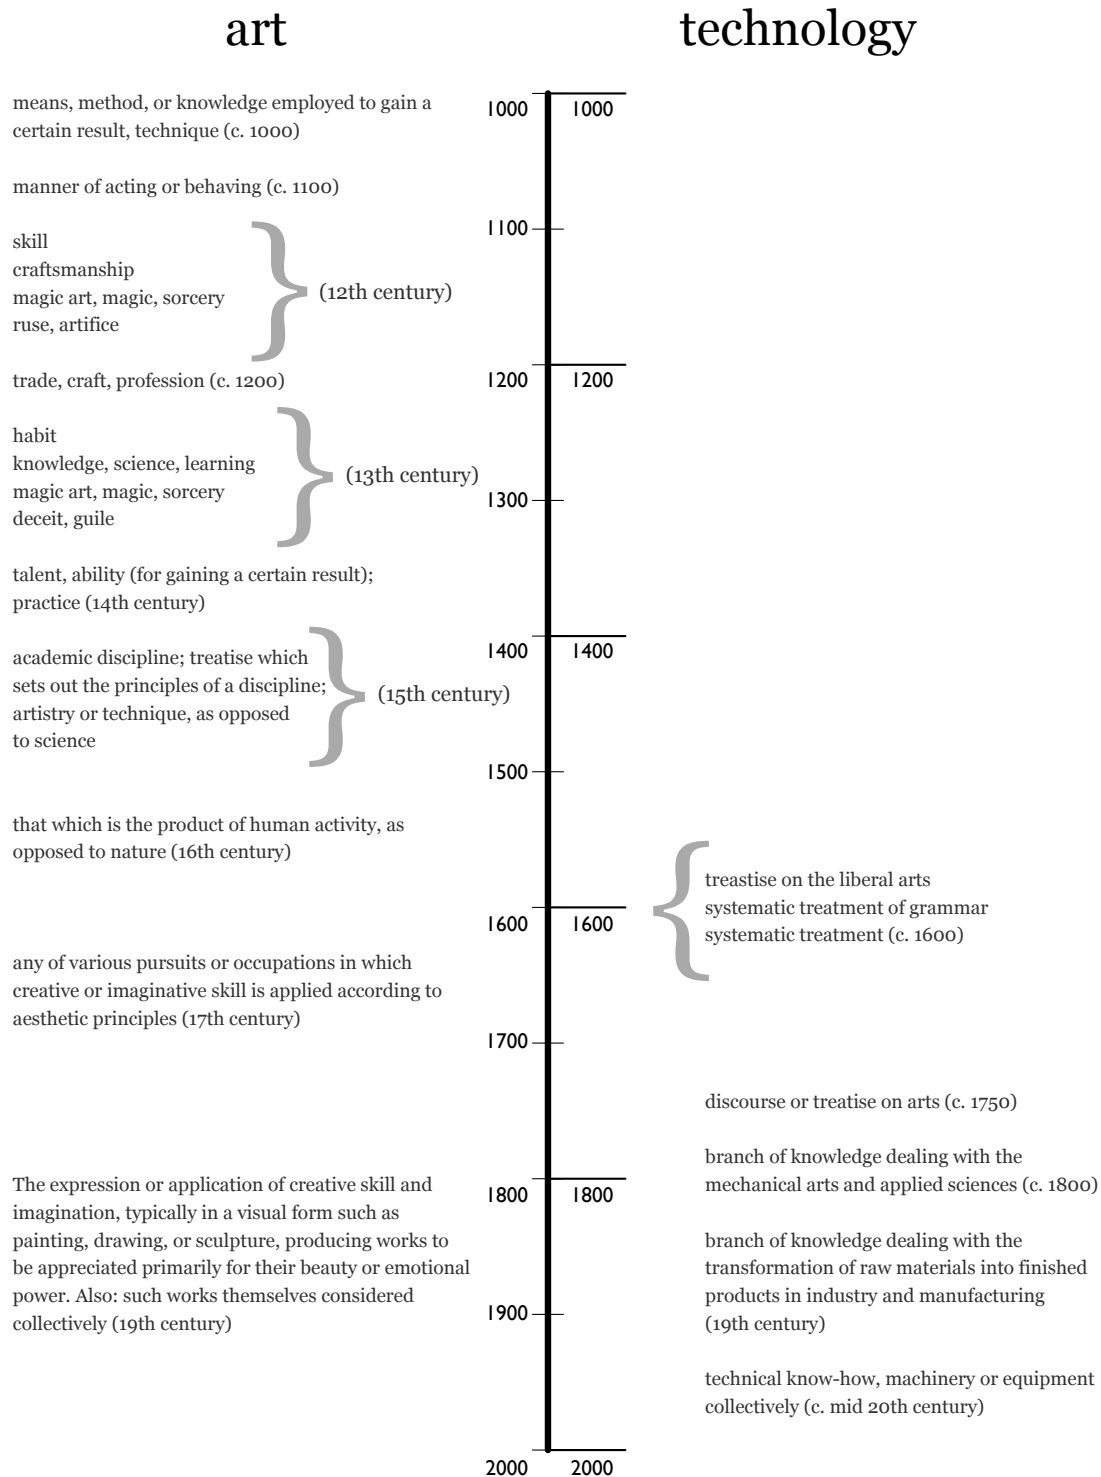 art
technology
means, method, or knowledge employed to gain a
certain result, technique (c. 1000)
manner of acting or behaving (c. 1100)
skill
craftsmanship
magic art, magic, sorcery
ruse, artifice
(12th century)
trade, craft, profession (c. 1200)
habit
knowledge, science, learning
magic art, magic, sorcery
deceit, guile
(13th century)
talent, ability (for gaining a certain result);
practice (14th century)
academic discipline; treatise which
sets out the principles of a discipline;
artistry or technique, as opposed
to science
(15th century)
that which is the product of human activity, as
opposed to nature (16th century)
any of various pursuits or occupations in which
creative or imaginative skill is applied according to
aesthetic principles (17th century)
The expression or application of creative skill and
imagination, typically in a visual form such as
painting, drawing, or sculpture, producing works to
be appreciated primarily for their beauty or emotional
power. Also: such works themselves considered
collectively (19th century)
1000 1000
1100
1200 1200
1300
1400 1400
1500
1600 1600
1700
1800 1800
1900
2000 2000
treastise on the liberal arts
systematic treatment of grammar
systematic treatment (c. 1600)
discourse or treatise on arts (c. 1750)
branch of knowledge dealing with the
mechanical arts and applied sciences (c. 1800)
branch of knowledge dealing with the
transformation of raw materials into finished
products in industry and manufacturing
(19th century)
technical know-how, machinery or equipment
collectively (c. mid 20th century)